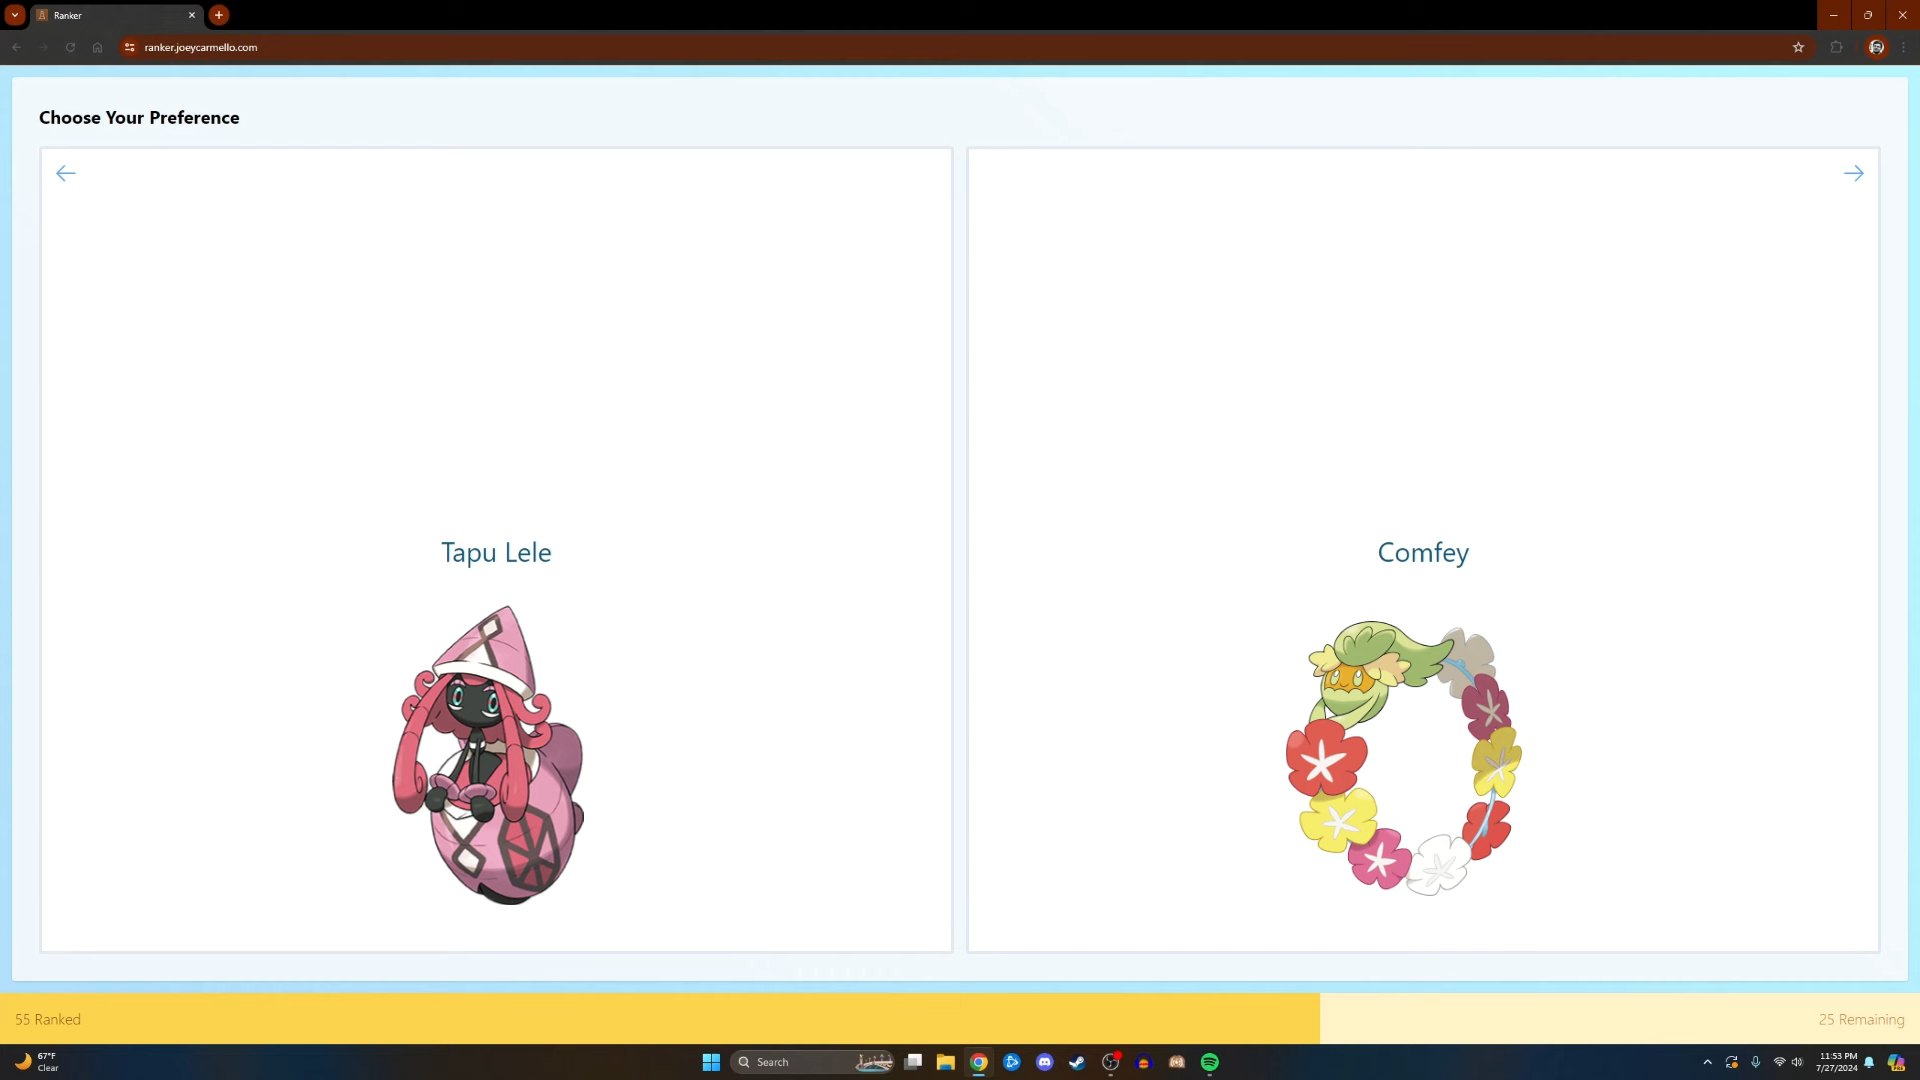 Ranker
ranker.joeycarmello.com
Choose Your Preference
Tapu Lele
Comfey
55 Ranked
25 Remaining
67°F
Clear
Search
11:53 PM
7/27/2024